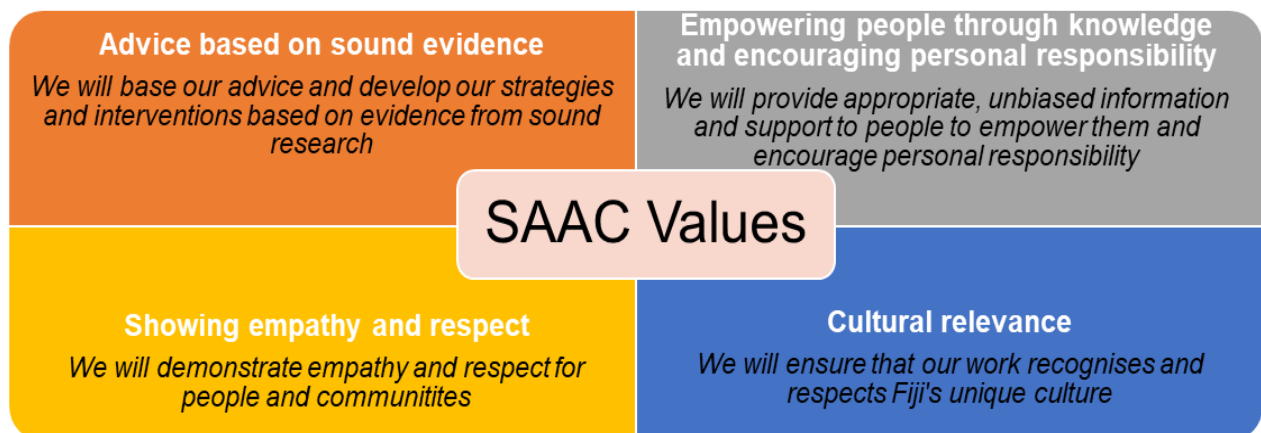 Advice based on sound evidence
We will base our advice and develop our strategies
and interventions based on evidence from sound
research
Empowering people through knowledge
and encouraging personal responsibility
We will provide appropriate, unbiased information
and support to people to empower them and
encourage personal responsibility
SAAC Values
Showing empathy and respect
We will demonstrate empathy and respect for
people and communitites
Cultural relevance
We will ensure that our work recognises and
respects Fiji's unique culture